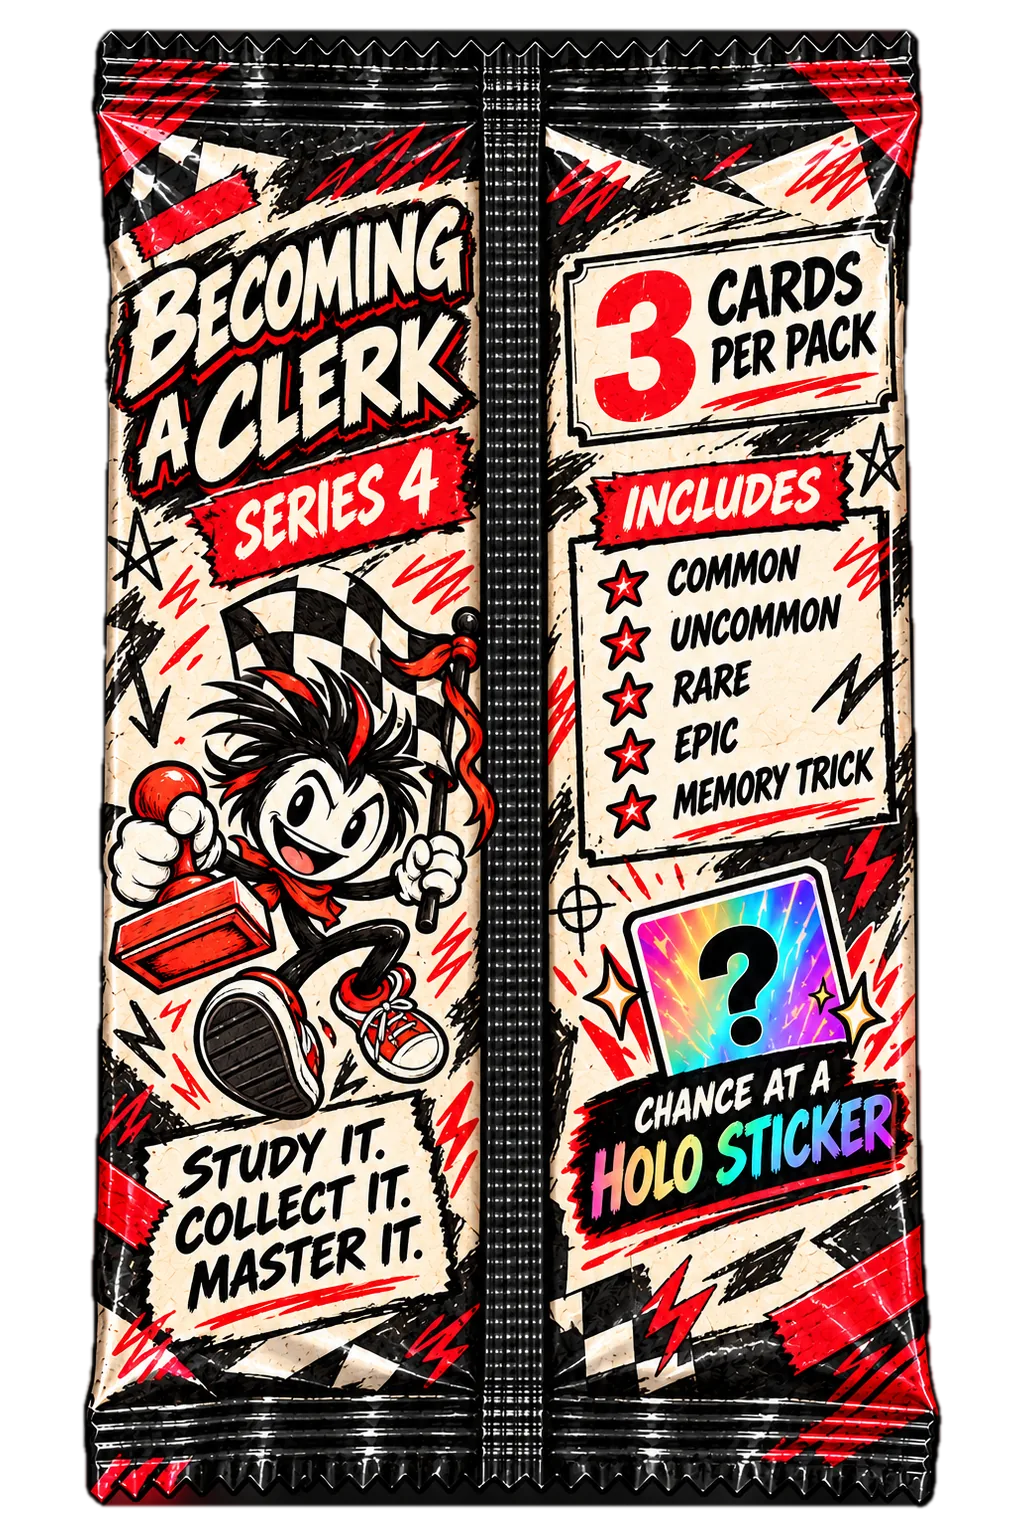 BECOMING
A CLERK
SERIES 4
STUDY IT.
COLLECT IT.
MASTER IT.
3 CARDS
PER PACK
INCLUDES
COMMON
UNCOMMON
RARE
EPIC
MEMORY TRICK
?
CHANCE AT A
HOLO STICKER